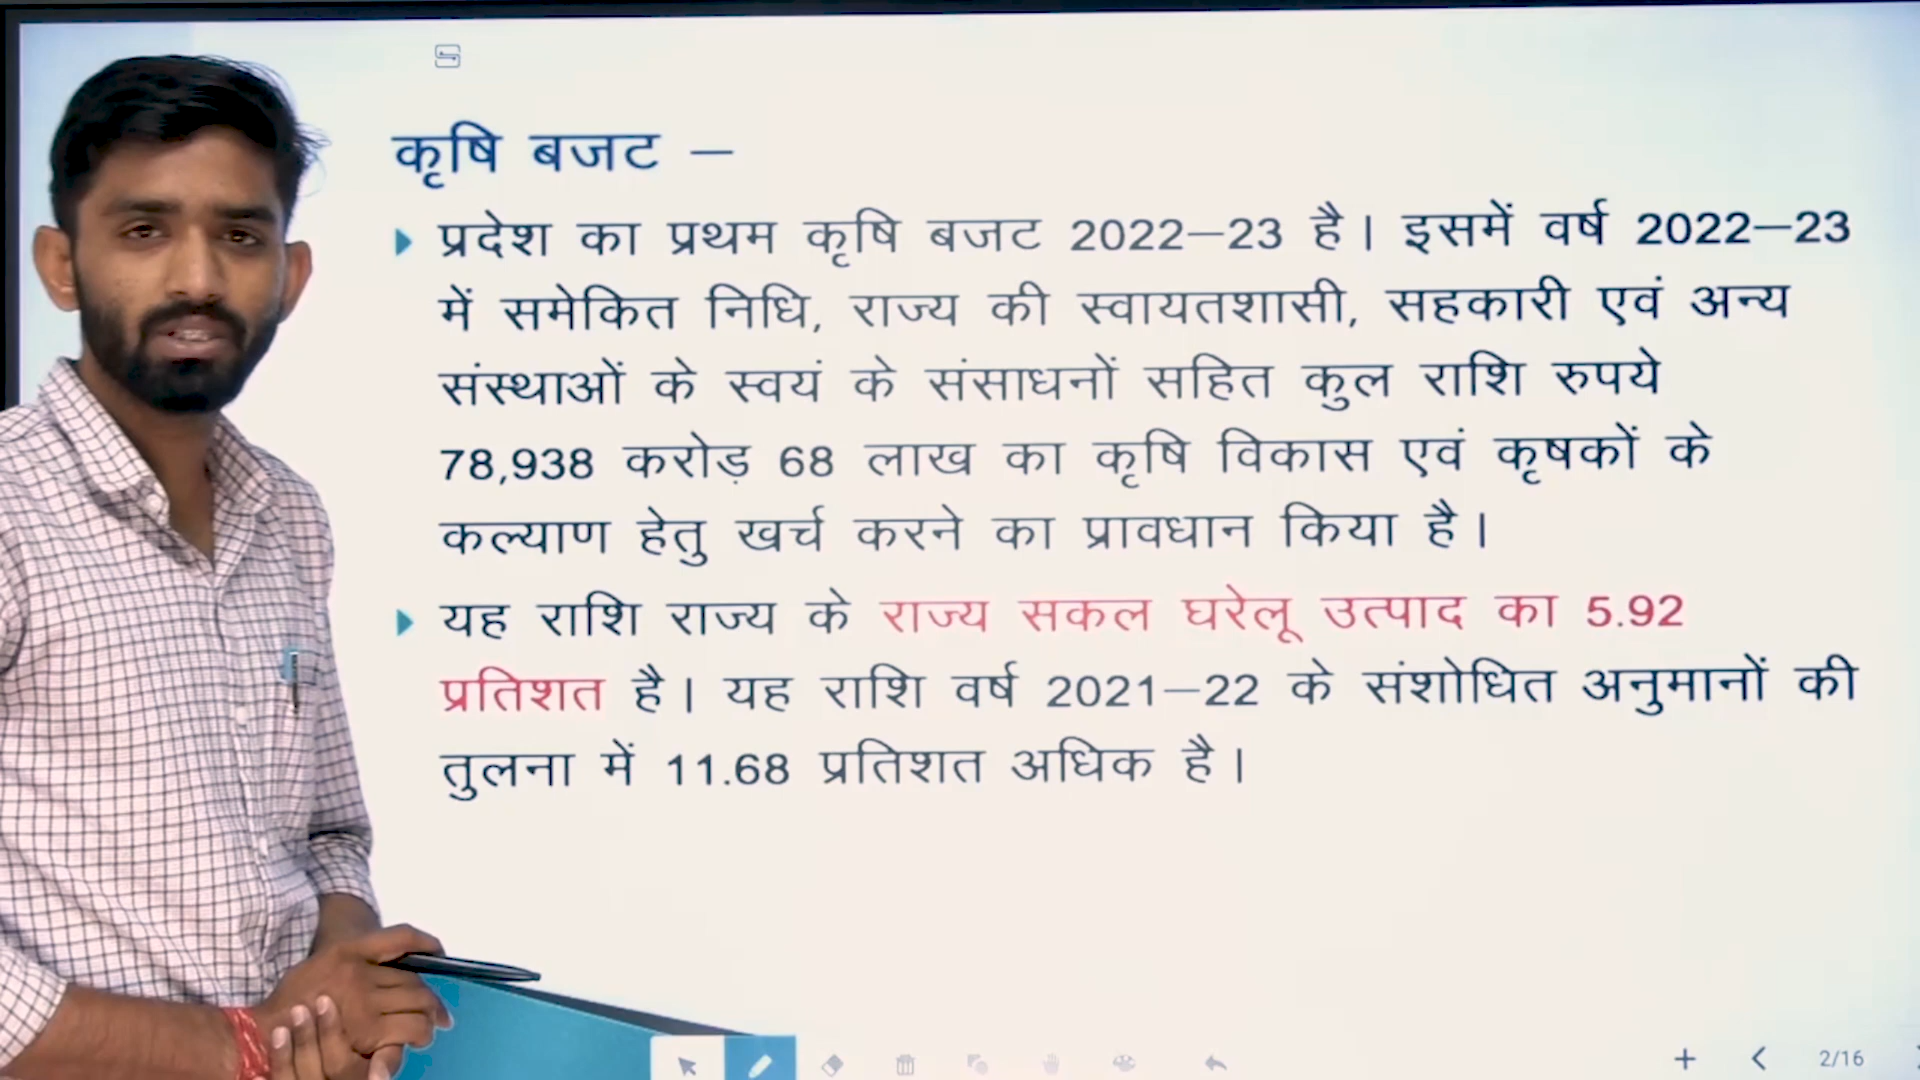 कृषि बजट –
प्रदेश का प्रथम कृषि बजट 2022–23 है। इसमें वर्ष 2022–23
में समेकित निधि, राज्य की स्वायतशासी, सहकारी एवं अन्य
संस्थाओं के स्वयं के संसाधनों सहित कुल राशि रुपये
78,938 करोड़ 68 लाख का कृषि विकास एवं कृषकों के
कल्याण हेतु खर्च करने का प्रावधान किया है।
यह राशि राज्य के राज्य सकल घरेलू उत्पाद का 5.92
प्रतिशत है। यह राशि वर्ष 2021–22 के संशोधित अनुमानों की
तुलना में 11.68 प्रतिशत अधिक है।
2/16